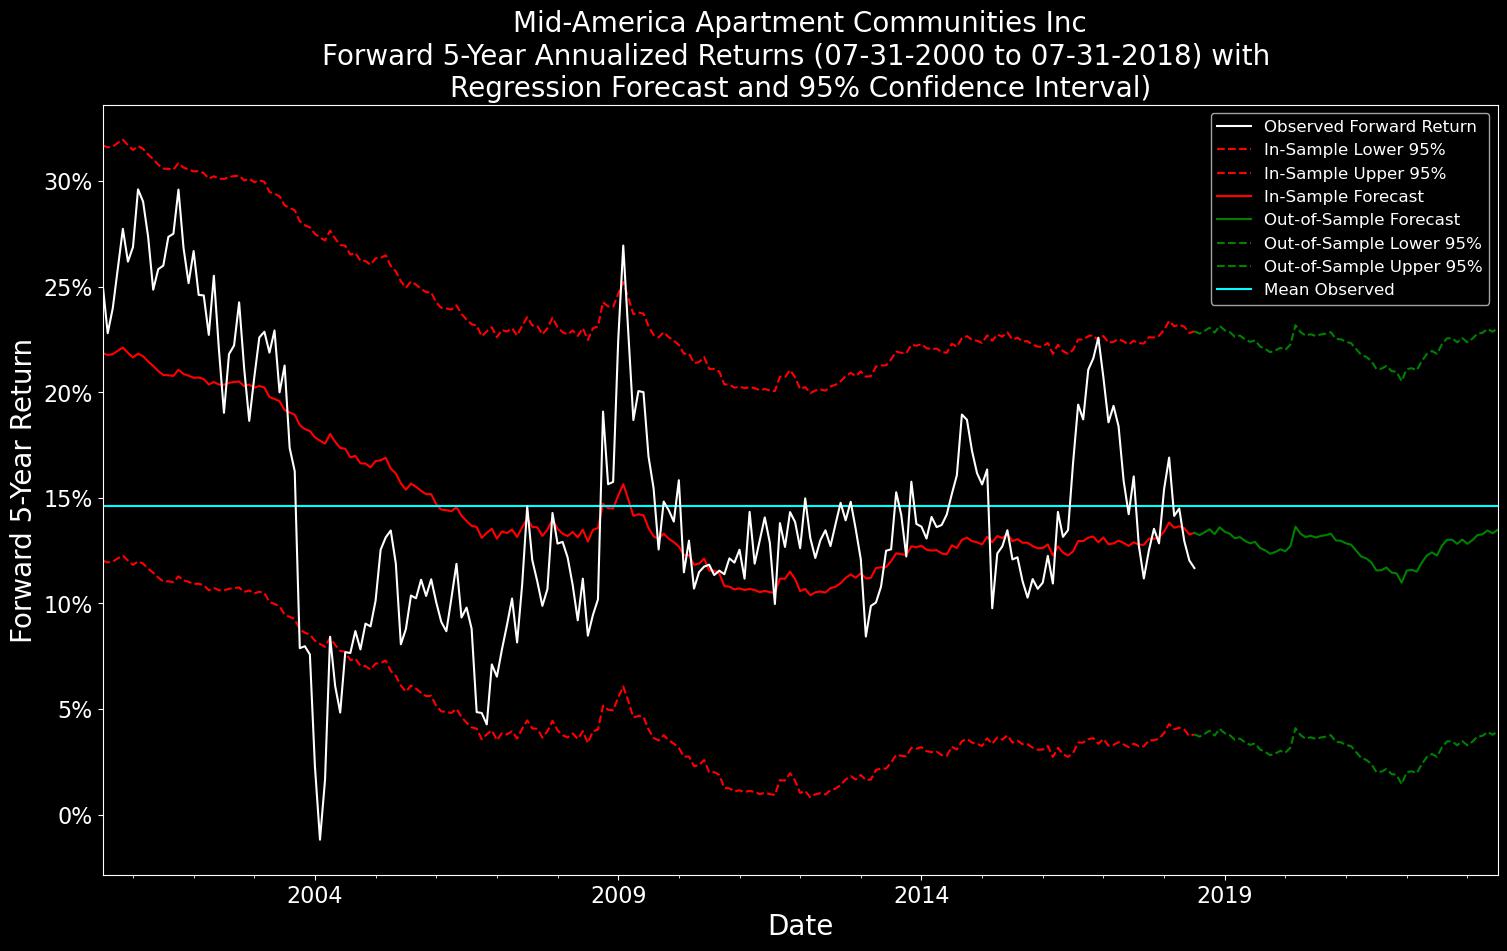 Mid-America Apartment Communities Inc
Forward 5-Year Annualized Returns (07-31-2000 to 07-31-2018) with
Regression Forecast and 95% Confidence Interval)
Observed Forward Return
In-Sample Lower 95%
In-Sample Upper 95%
In-Sample Forecast
Out-of-Sample Forecast
Out-of-Sample Lower 95%
Out-of-Sample Upper 95%
Mean Observed
Forward 5-Year Return
30%
25%
20%
15%
10%
5%
0%
2004
2009
2014
2019
Date